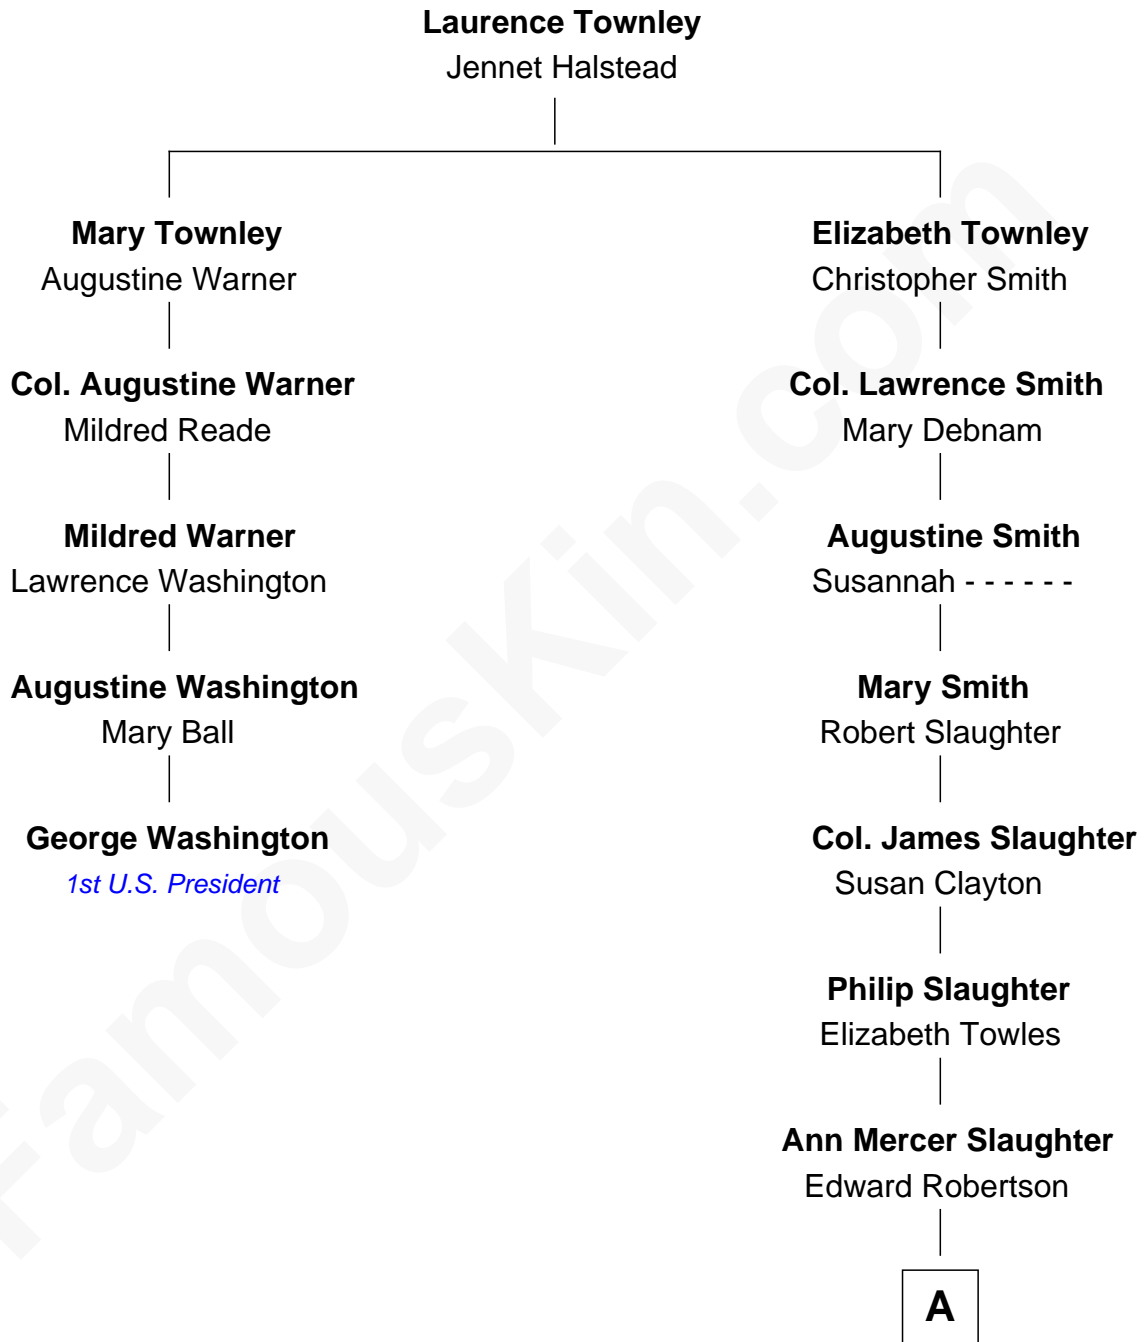 Laurence Townley
Jennet Halstead
Mary Townley
Augustine Warner
Col. Augustine Warner
Mildred Reade
Mildred Warner
Lawrence Washington
Augustine Washington
Mary Ball
George Washington
1st U.S. President
Elizabeth Townley
Christopher Smith
Col. Lawrence Smith
Mary Debnam
Augustine Smith
Susannah - - - - - -
Mary Smith
Robert Slaughter
Col. James Slaughter
Susan Clayton
Philip Slaughter
Elizabeth Towles
Ann Mercer Slaughter
Edward Robertson
A
FamousKin.com